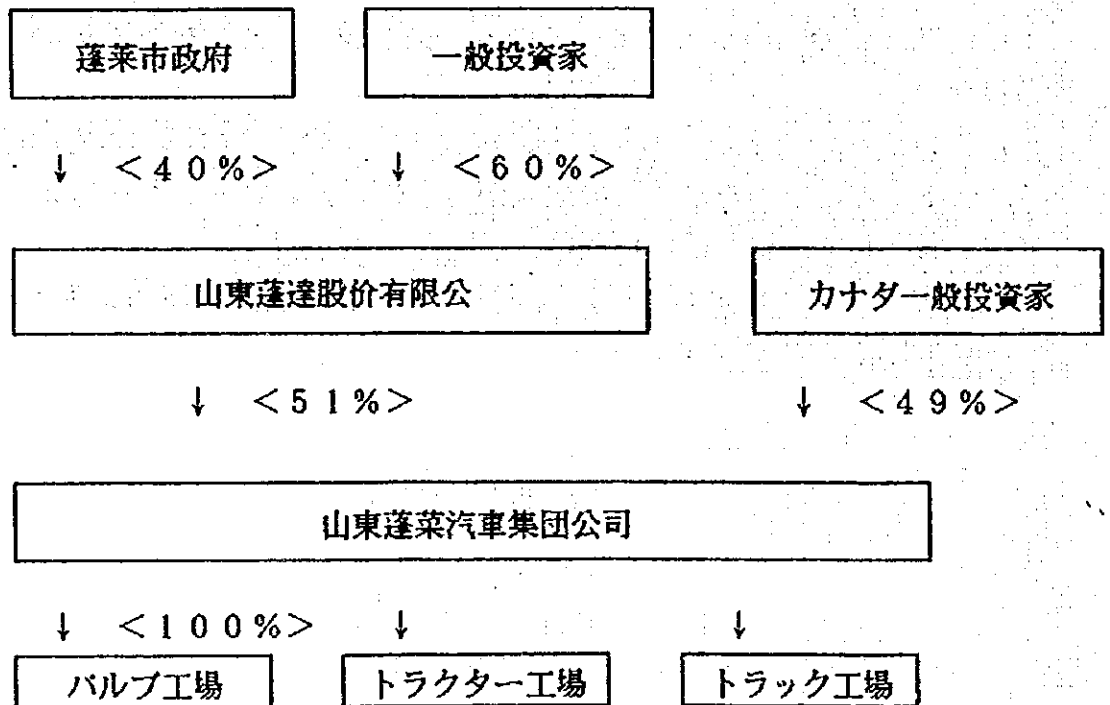 蓬莱市政府 一般投資家
↓ <40%> ↓ <60%>
山東蓬達股份有限公 カナダ一般投資家
↓ <51%> ↓ <49%>
山東蓬菜汽車集団公司
↓ <100%> ↓ ↓
バルブ工場 トラクター工場 トラック工場